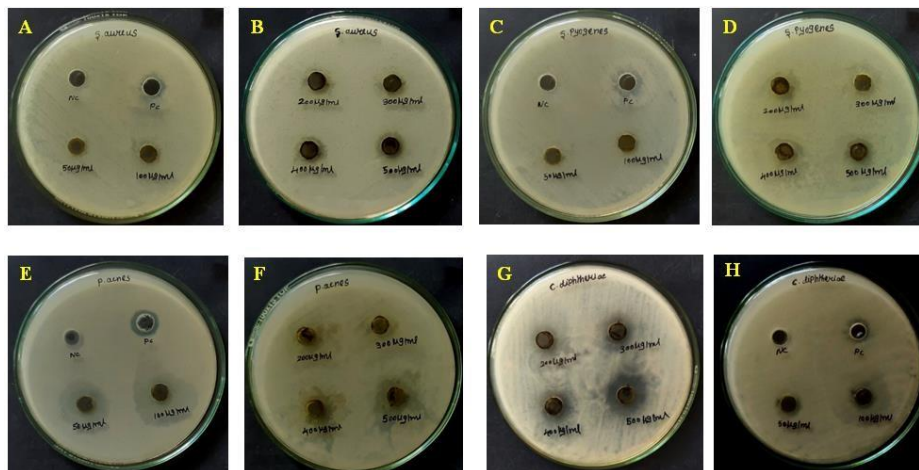 A
S. aureus
NC
PC
50µg/ml
100µg/ml
B
S. aureus
200µg/ml
300µg/ml
400µg/ml
500µg/ml
C
S. Pyogenes
NC
PC
50µg/ml
100µg/ml
D
S. Pyogenes
200µg/ml
300µg/ml
400µg/ml
500µg/ml
E
P. acnes
NC
PC
50µg/ml
100µg/ml
F
P. acnes
200µg/ml
300µg/ml
400µg/ml
500µg/ml
G
C. diphtheriae
200µg/ml
300µg/ml
400µg/ml
500µg/ml
H
C. diphtheriae
NC
PC
50µg/ml
100µg/ml